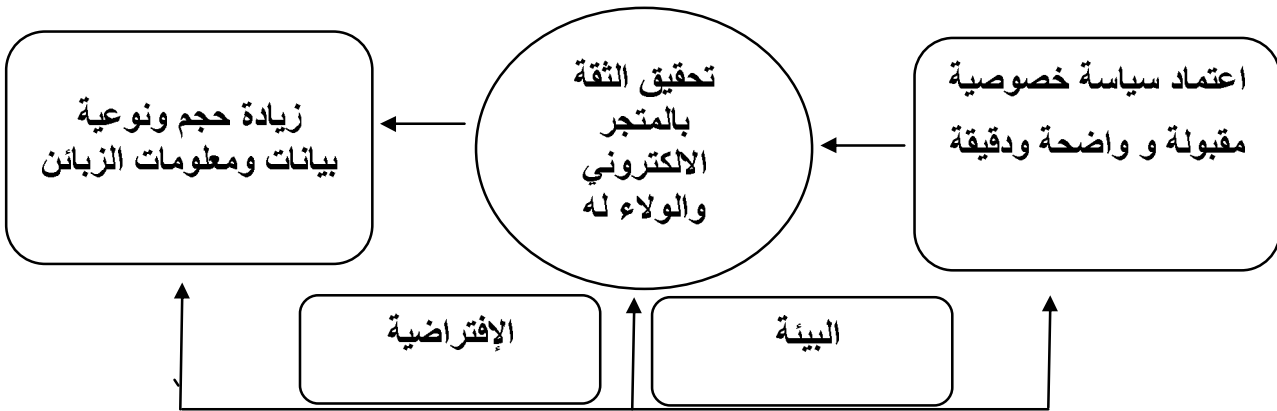 اعتماد سياسة خصوصية
مقبولة و واضحة ودقيقة
تحقيق الثقة
بالمتجر
الالكتروني
والولاء له
زيادة حجم ونوعية
بيانات ومعلومات الزبائن
البيئة
الإفتراضية